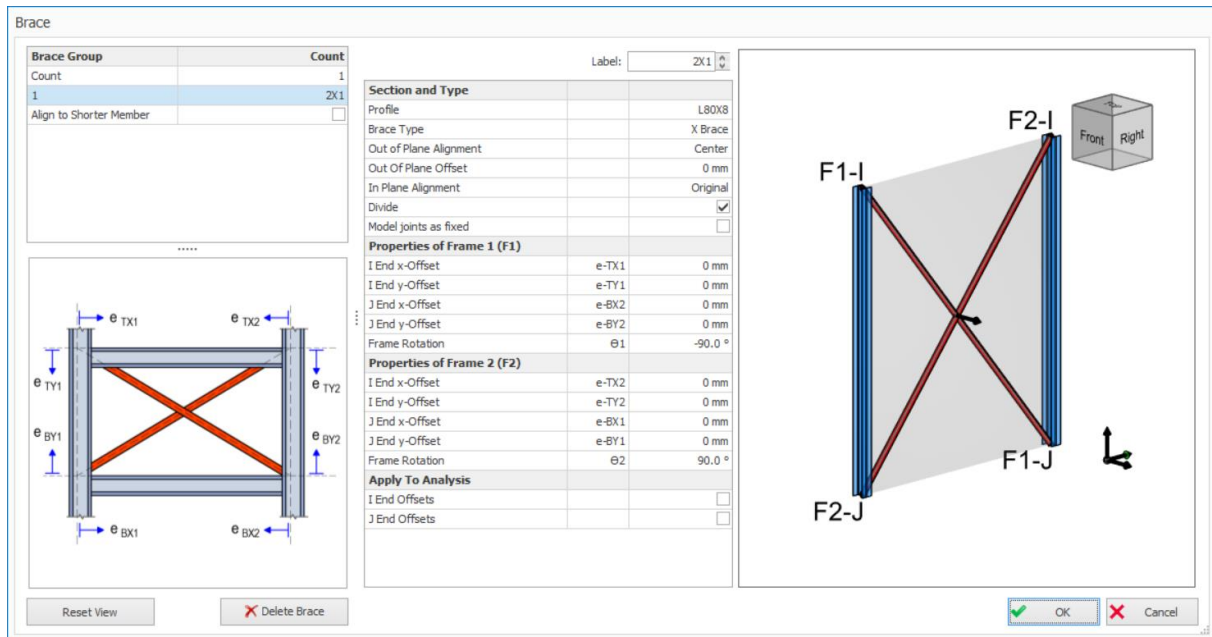 Brace
Brace Group Count
Count 1
1 2X1
Align to Shorter Member
Label: 2X1
Section and Type
Profile L80X8
Brace Type X Brace
Out of Plane Alignment Center
Out Of Plane Offset 0 mm
In Plane Alignment Original
Divide
Model joints as fixed
Properties of Frame 1 (F1)
I End x-Offset e-TX1 0 mm
I End y-Offset e-TY1 0 mm
J End x-Offset e-BX2 0 mm
J End y-Offset e-BY2 0 mm
Frame Rotation Θ1 -90.0 °
Properties of Frame 2 (F2)
I End x-Offset e-TX2 0 mm
I End y-Offset e-TY2 0 mm
J End x-Offset e-BX1 0 mm
J End y-Offset e-BY1 0 mm
Frame Rotation Θ2 90.0 °
Apply To Analysis
I End Offsets
J End Offsets
e TX1 e TX2
e TY1 e TY2
e BY1 e BY2
e BX1 e BX2
F2-I
TOP
Front Right
F1-I
F1-J
F2-J
Reset View
Delete Brace
OK
Cancel